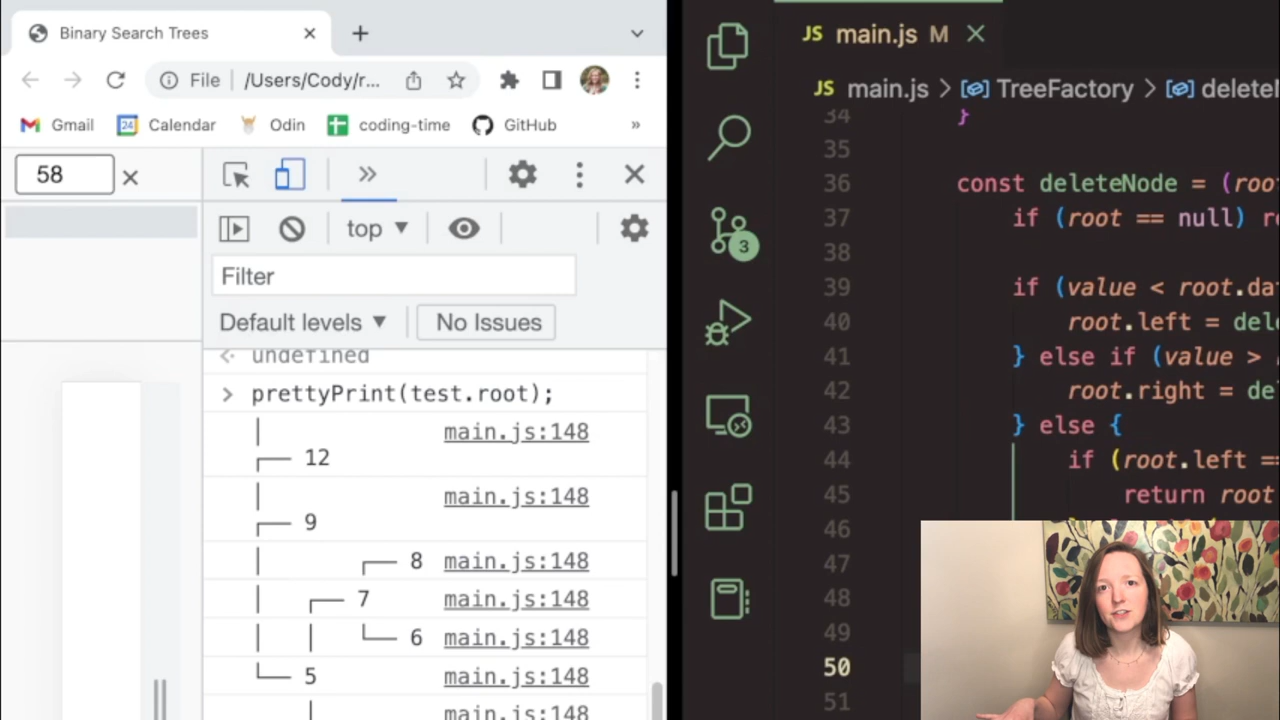 Binary Search Trees
File
/Users/Cody/r...
Gmail
Calendar
Odin
coding-time
GitHub
»
58
top
Filter
Default levels
No Issues
undefined
> prettyPrint(test.root);
main.js:148
12
main.js:148
9
8 main.js:148
7 main.js:148
6 main.js:148
5 main.js:148
main.js:148
JS main.js M
JS main.js > TreeFactory >
34 }
35
36 const deleteNode = (
37 if (root == null)
38
39 if (value < root.
40 root.left =
41 } else if (value >
42 root.right =
43 } else {
44 if (root.left ==
45 return root
46
47
48
49
50
51
3